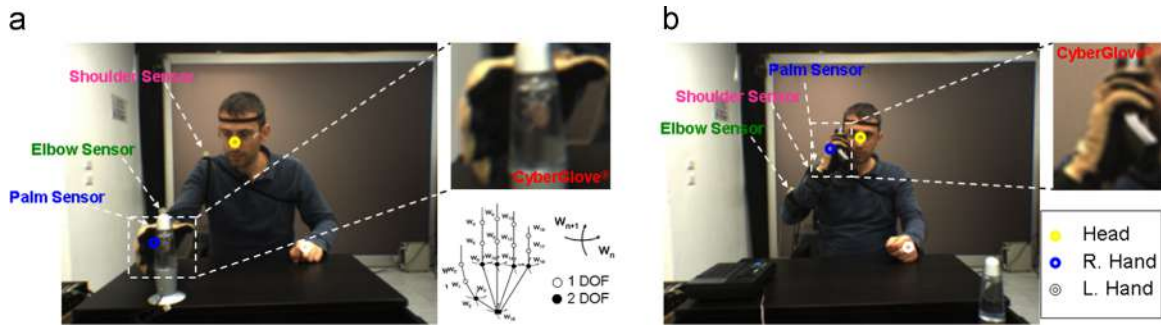 a
Shoulder Sensor
Elbow Sensor
Palm Sensor
CyberGlove®
W
n+1
W
n
1 DOF
2 DOF
b
Palm Sensor
Shoulder Sensor
Elbow Sensor
CyberGlove®
Head
R. Hand
L. Hand